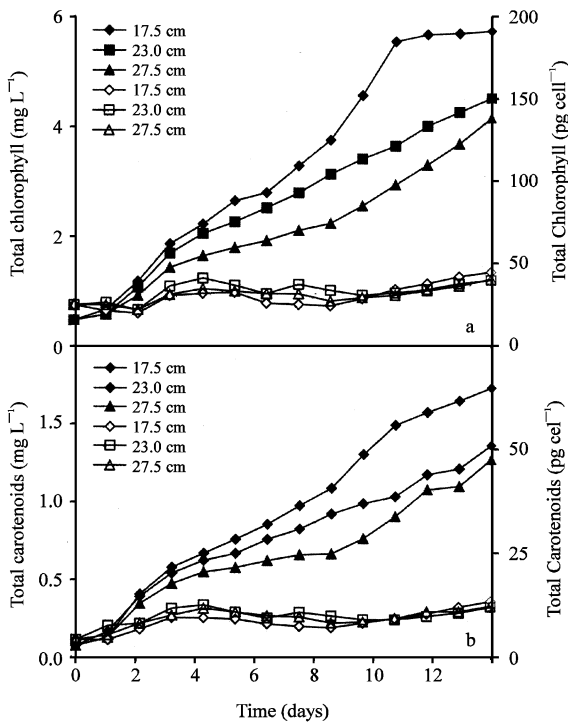 6
4
2
0
Total chlorophyll (mg L⁻¹)
17.5 cm
23.0 cm
27.5 cm
17.5 cm
23.0 cm
27.5 cm
a
200
150
100
50
0
Total Chlorophyll (pg cell⁻¹)
1.5
1.0
0.5
0.0
Total carotenoids (mg L⁻¹)
17.5 cm
23.0 cm
27.5 cm
17.5 cm
23.0 cm
27.5 cm
b
50
25
0
Total Carotenoids (pg cel⁻¹)
0 2 4 6 8 10 12
Time (days)